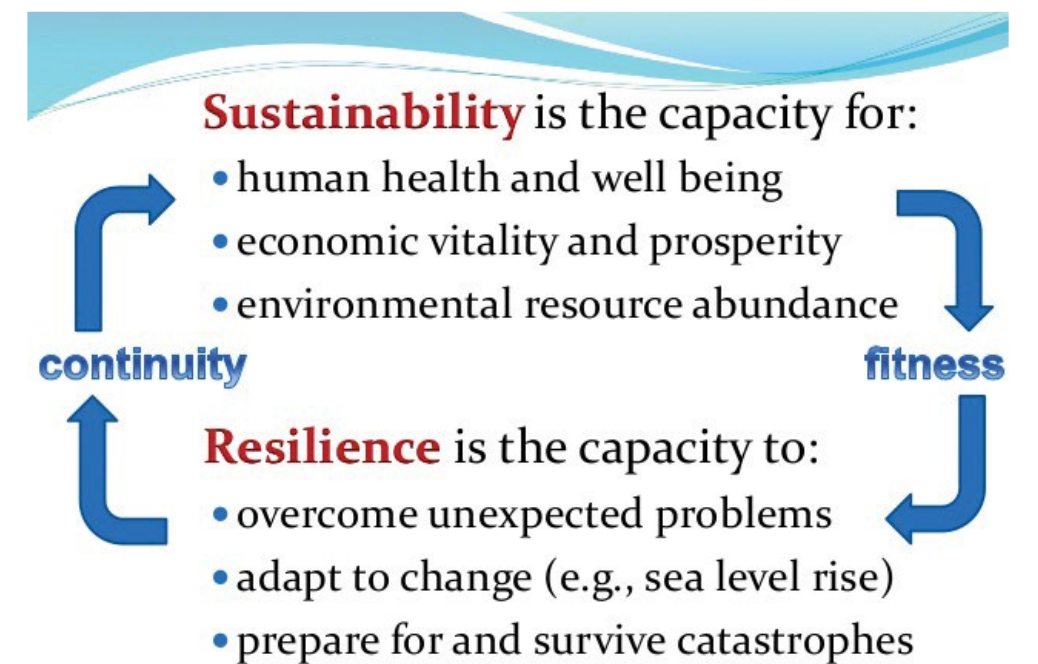 Sustainability is the capacity for:
•human health and well being
•economic vitality and prosperity
•environmental resource abundance
continuity
fitness
Resilience is the capacity to:
•overcome unexpected problems
•adapt to change (e.g., sea level rise)
•prepare for and survive catastrophes